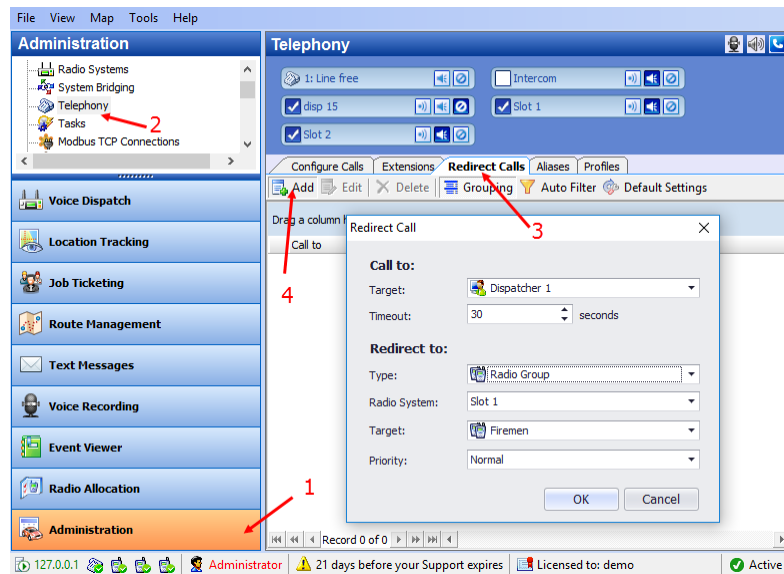 File View Map Tools Help
Administration
Radio Systems
System Bridging
Telephony
2
Tasks
Modbus TCP Connections
Voice Dispatch
Location Tracking
Job Ticketing
Route Management
Text Messages
Voice Recording
Event Viewer
Radio Allocation
1
Administration
Telephony
1: Line free
Intercom
disp 15
Slot 1
Slot 2
Configure Calls Extensions Redirect Calls Aliases Profiles
Add Edit Delete Grouping Auto Filter Default Settings
3
Drag a column
Call to
4
Redirect Call
Call to:
Target: Dispatcher 1
Timeout: 30 seconds
Redirect to:
Type: Radio Group
Radio System: Slot 1
Target: Firemen
Priority: Normal
OK Cancel
Record 0 of 0
127.0.0.1 Administrator 21 days before your Support expires Licensed to: demo Active